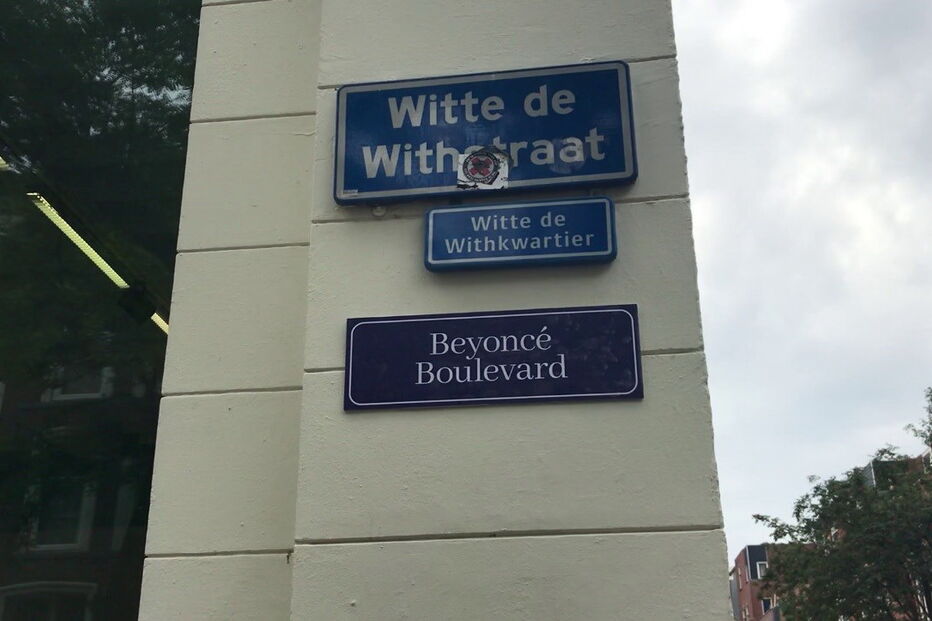 Witte de
Withstraat
Witte de
Withkwartier
Beyoncé
Boulevard